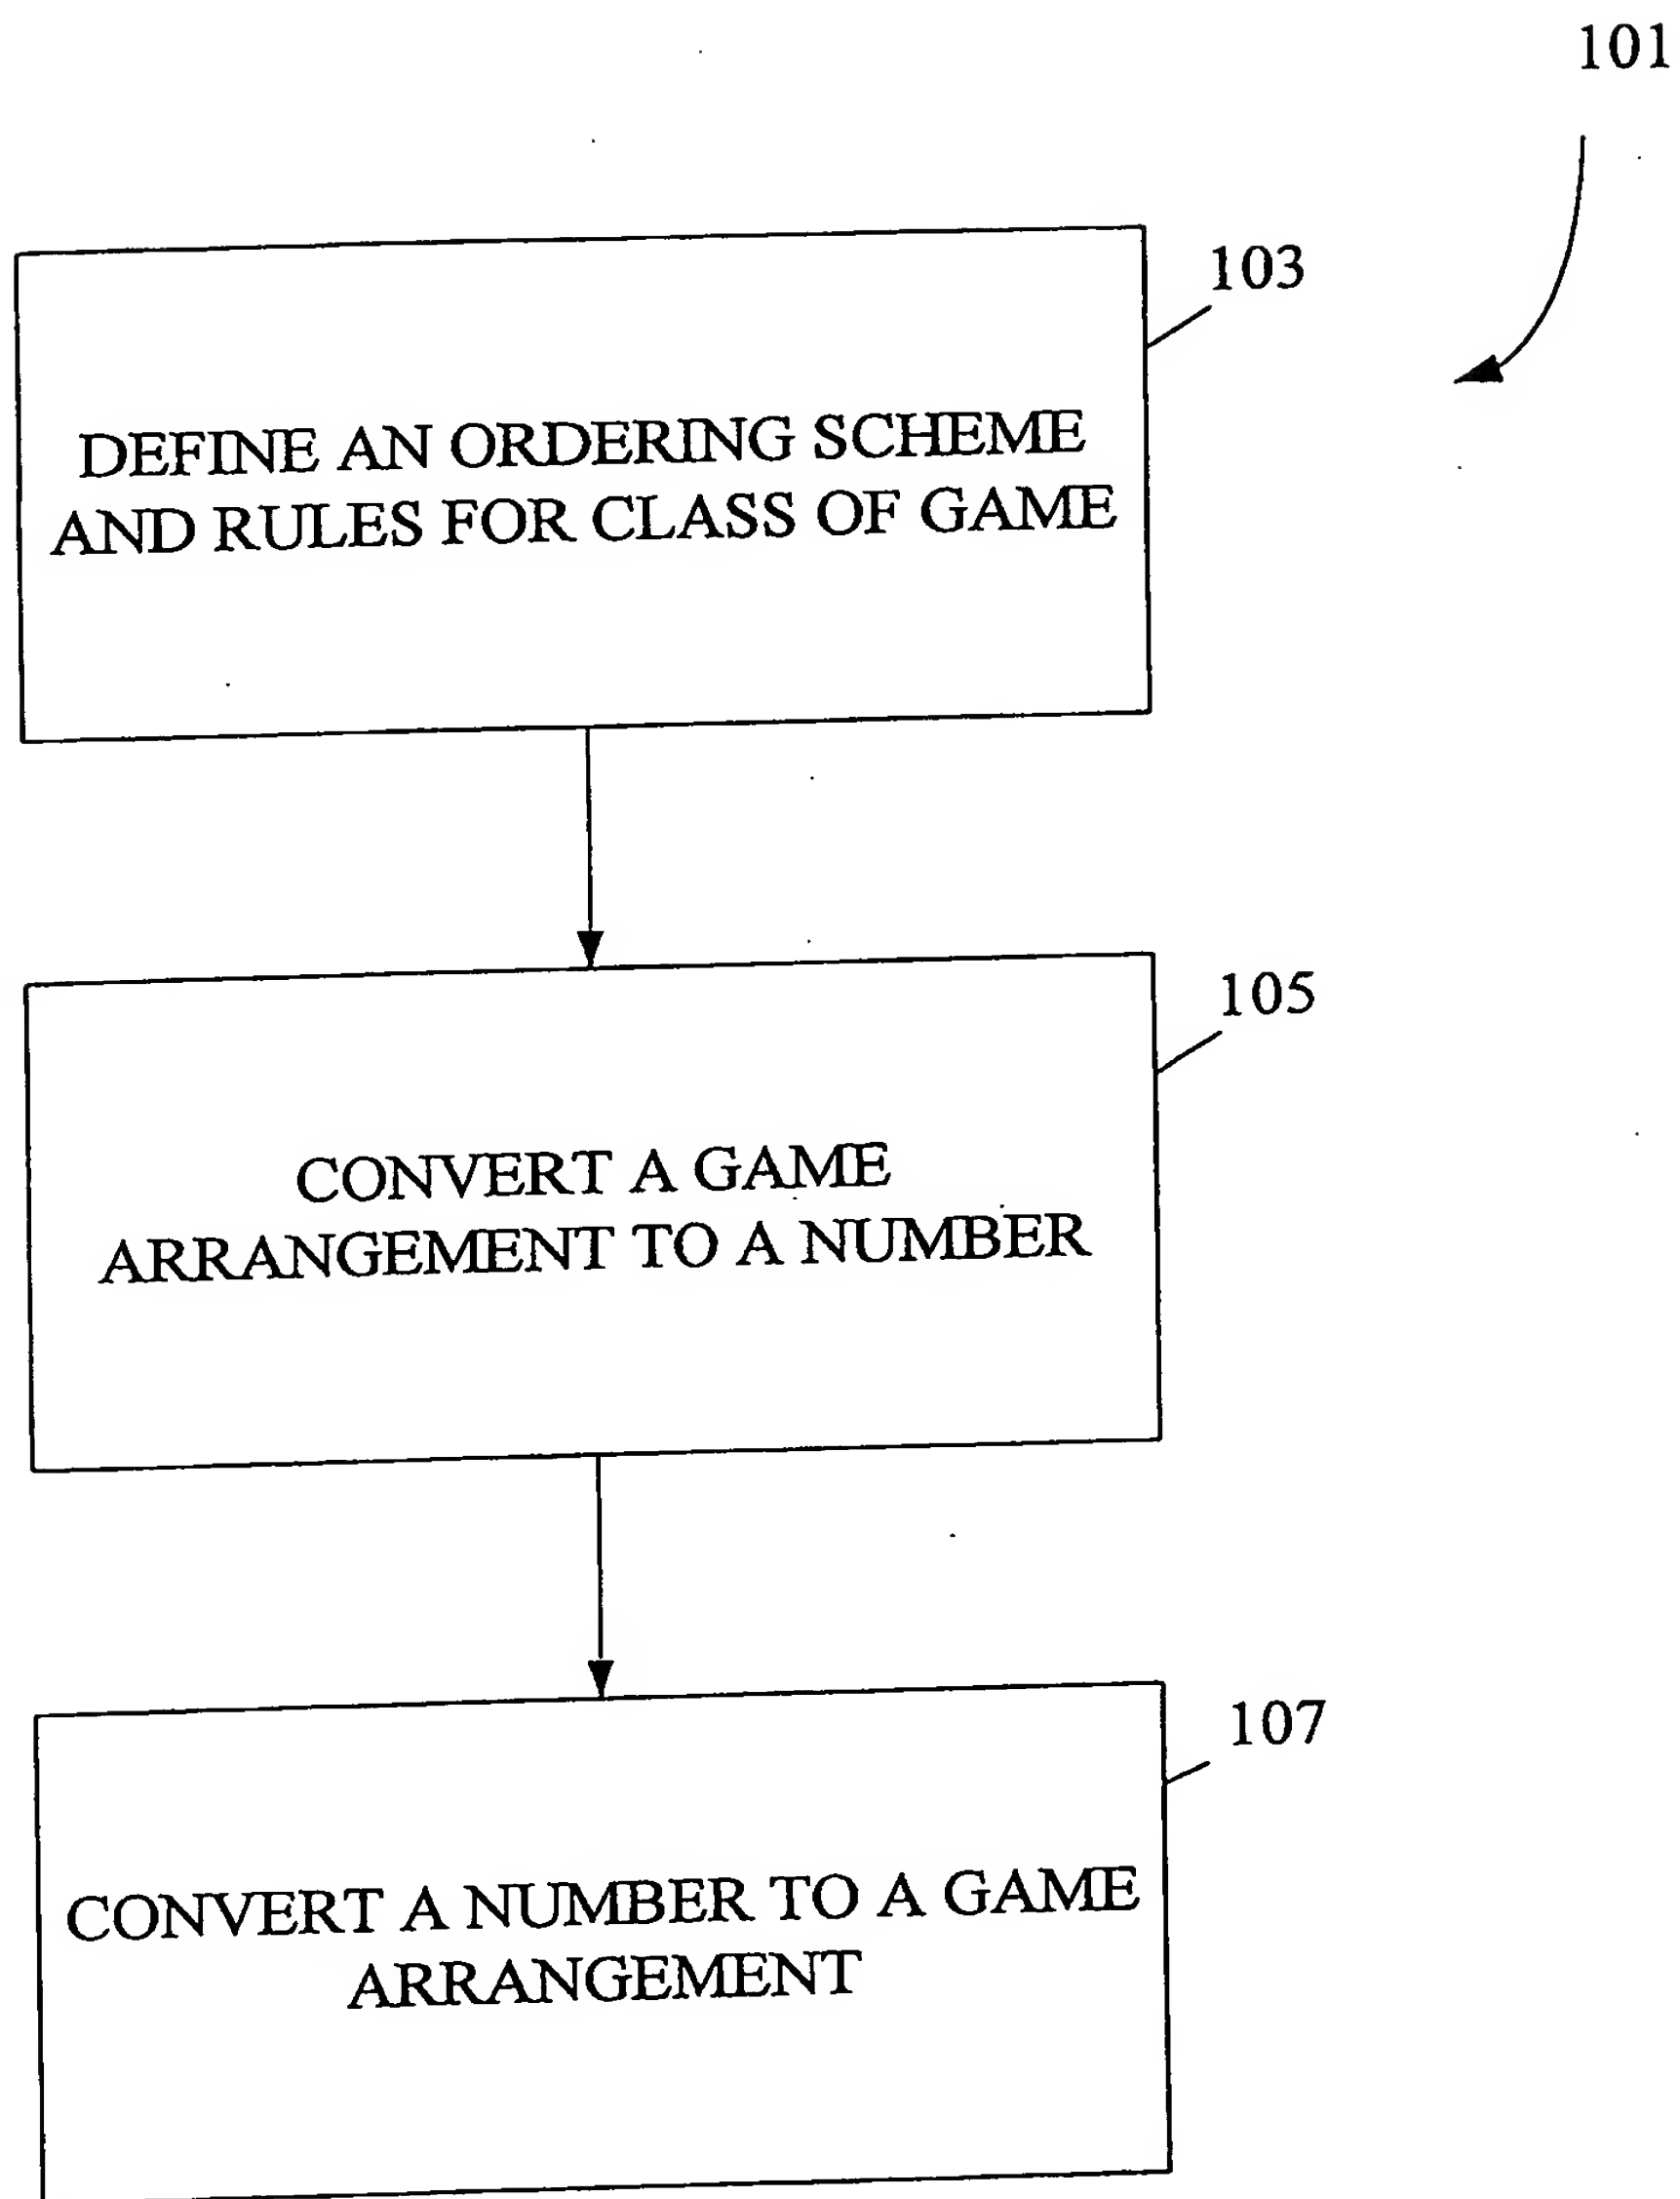 101
103
DEFINE AN ORDERING SCHEME
AND RULES FOR CLASS OF GAME
105
CONVERT A GAME
ARRANGEMENT TO A NUMBER
107
CONVERT A NUMBER TO A GAME
ARRANGEMENT